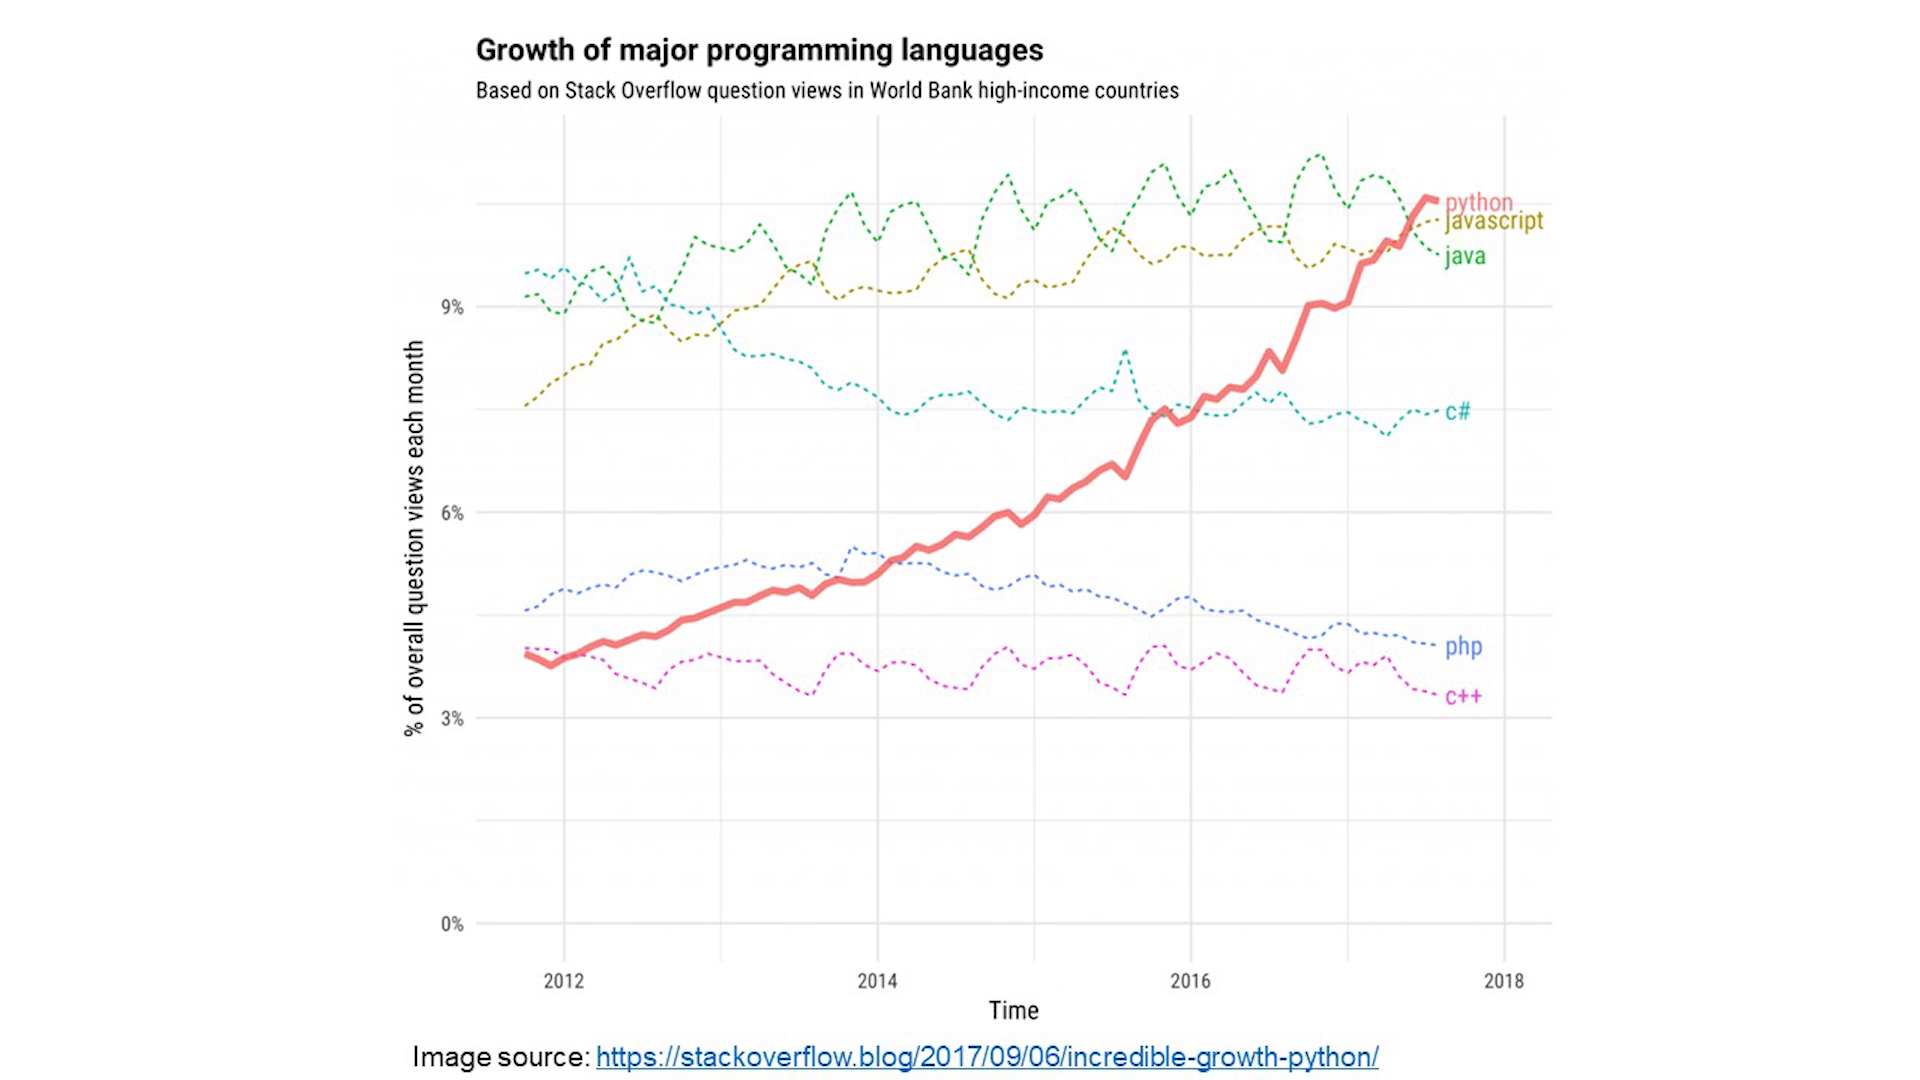 Growth of major programming languages
Based on Stack Overflow question views in World Bank high-income countries
% of overall question views each month
9%
6%
3%
0%
python
javascript
java
c#
php
c++
2012 2014 2016 2018
Time
Image source: https://stackoverflow.blog/2017/09/06/incredible-growth-python/